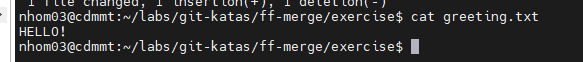 1 file changed, 1 insertion(+), 1 deletion(-)
nhom03@cdmmt:~/labs/git-katas/ff-merge/exercise$ cat greeting.txt
HELLO!
nhom03@cdmmt:~/labs/git-katas/ff-merge/exercise$